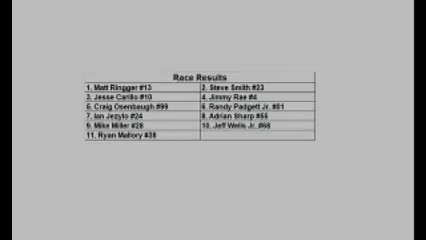 Race Results
1. Matt Ringger #13 2. Steve Smith #23
3. Jesse Carillo #10 4. Jimmy Rae #4
5. Craig Osenbaugh #99 6. Randy Padgett Jr. #01
7. Ian Jezylo #24 8. Adrian Sharp #55
9. Mike Miller #28 10. Jeff Wells Jr. #68
11. Ryan Mallory #38